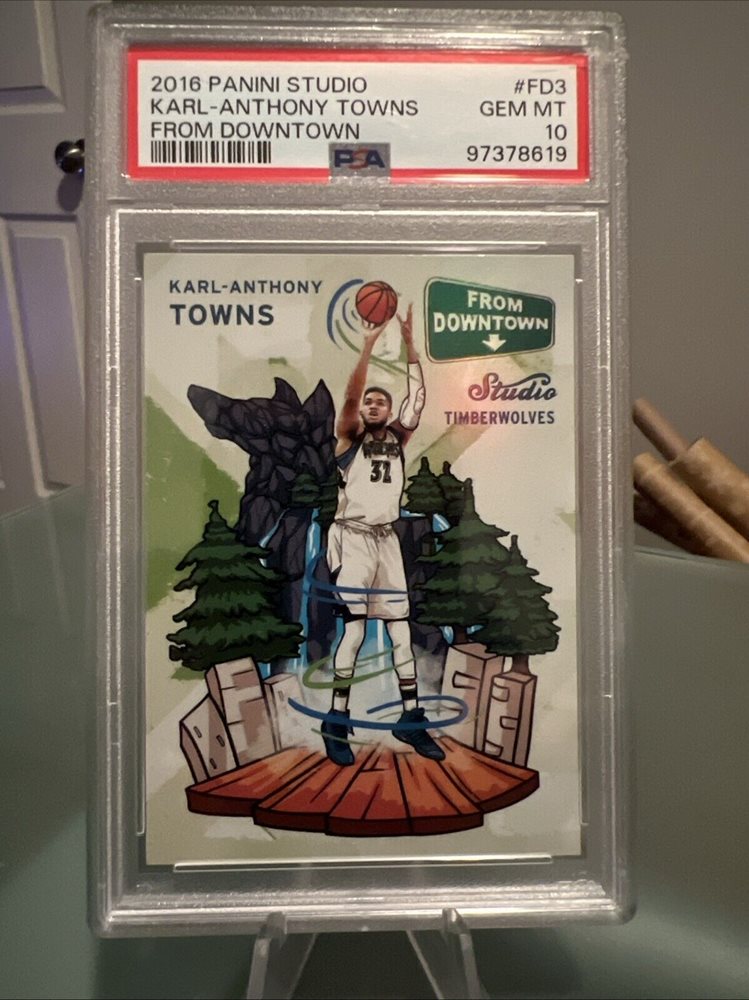 2016 PANINI STUDIO #FD3
KARL-ANTHONY TOWNS GEM MT
FROM DOWNTOWN 10
PSA 97378619
KARL-ANTHONY
TOWNS
FROM
DOWNTOWN
Studio
TIMBERWOLVES
32